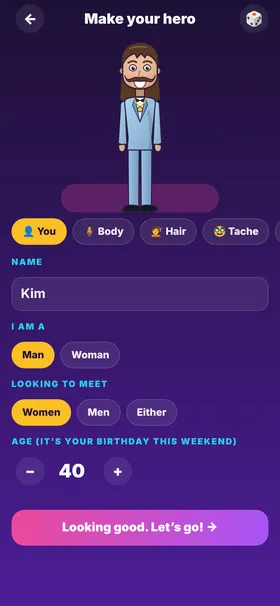 Make your hero
You
Body
Hair
Tache
NAME
Kim
I AM A
Man
Woman
LOOKING TO MEET
Women
Men
Either
AGE (IT'S YOUR BIRTHDAY THIS WEEKEND)
− 40 +
Looking good. Let's go! →